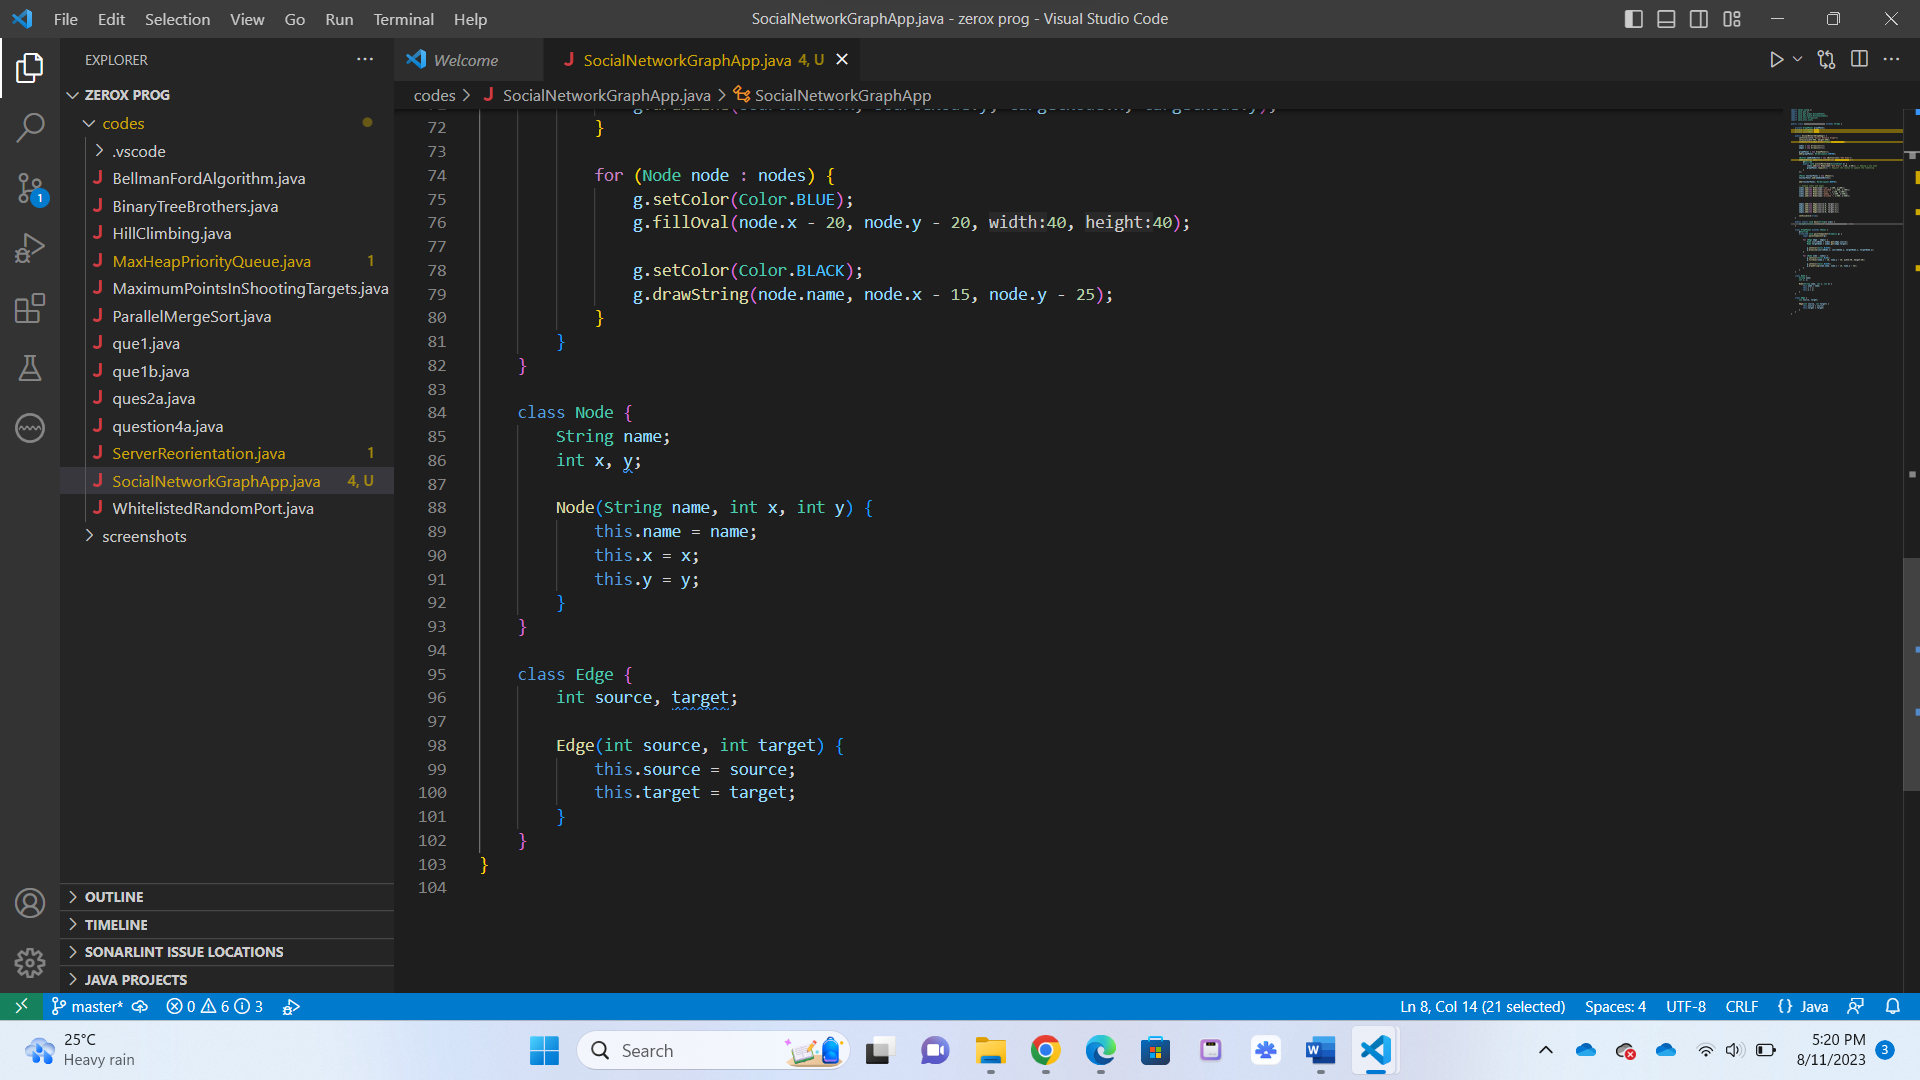 File Edit Selection View Go Run Terminal Help
SocialNetworkGraphApp.java - zerox prog - Visual Studio Code
EXPLORER
ZEROX PROG
codes
.vscode
BellmanFordAlgorithm.java
BinaryTreeBrothers.java
HillClimbing.java
MaxHeapPriorityQueue.java 1
MaximumPointsInShootingTargets.java
ParallelMergeSort.java
que1.java
que1b.java
ques2a.java
question4a.java
ServerReorientation.java 1
SocialNetworkGraphApp.java 4, U
WhitelistedRandomPort.java
screenshots
OUTLINE
TIMELINE
SONARLINT ISSUE LOCATIONS
JAVA PROJECTS
1
Welcome
SocialNetworkGraphApp.java 4, U
codes > SocialNetworkGraphApp.java > SocialNetworkGraphApp
72 }
73
74 for (Node node : nodes) {
75 g.setColor(Color.BLUE);
76 g.fillOval(node.x - 20, node.y - 20, width:40, height:40);
77
78 g.setColor(Color.BLACK);
79 g.drawString(node.name, node.x - 15, node.y - 25);
80 }
81 }
82 }
83
84 class Node {
85 String name;
86 int x, y;
87
88 Node(String name, int x, int y) {
89 this.name = name;
90 this.x = x;
91 this.y = y;
92 }
93 }
94
95 class Edge {
96 int source, target;
97
98 Edge(int source, int target) {
99 this.source = source;
100 this.target = target;
101 }
102 }
103 }
104
master* 0 6 3
Ln 8, Col 14 (21 selected) Spaces: 4 UTF-8 CRLF {} Java
25°C
Heavy rain
Search
5:20 PM
8/11/2023
3